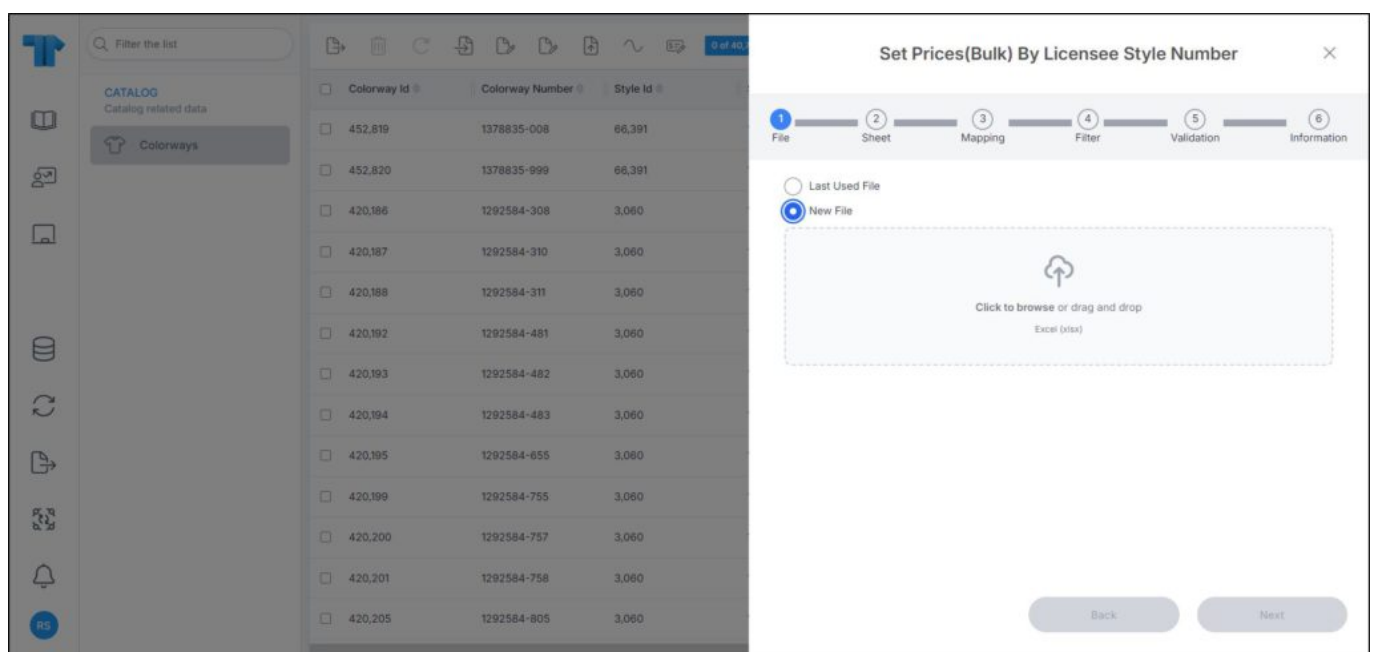 Filter the list
CATALOG
Catalog related data
Colorways
0 of 40,
Colorway Id Colorway Number Style Id
452,819 1378835-008 66,391
452,820 1378835-999 66,391
420,186 1292584-308 3,060
420,187 1292584-310 3,060
420,188 1292584-311 3,060
420,192 1292584-481 3,060
420,193 1292584-482 3,060
420,194 1292584-483 3,060
420,195 1292584-655 3,060
420,199 1292584-755 3,060
420,200 1292584-757 3,060
420,201 1292584-758 3,060
420,205 1292584-805 3,060
RS
Set Prices(Bulk) By Licensee Style Number
1 2 3 4 5 6
File Sheet Mapping Filter Validation Information
Last Used File
New File
Click to browse or drag and drop
Excel (xlsx)
Back Next